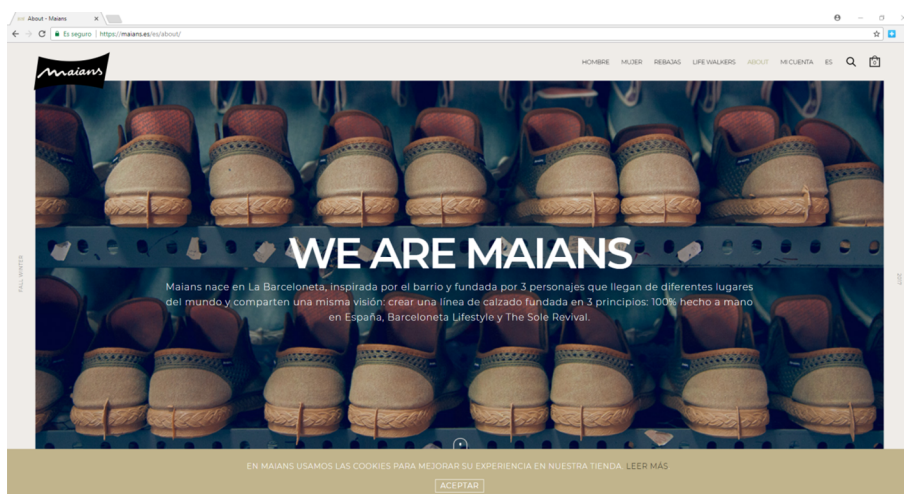 About - Maians
Es seguro | https://maians.es/es/about/
maians
HOMBRE MUJER REBAJAS LIFE WALKERS ABOUT MI CUENTA ES
0
WE ARE MAIANS
Maians nace en La Barceloneta, inspirada por el barrio y fundada por 3 personajes que llegan de diferentes lugares
del mundo y comparten una misma visión: crear una línea de calzado fundada en 3 principios: 100% hecho a mano
en España, Barceloneta Lifestyle y The Sole Revival.
FALL WINTER
2017
EN MAIANS USAMOS LAS COOKIES PARA MEJORAR SU EXPERIENCIA EN NUESTRA TIENDA. LEER MÁS
ACEPTAR